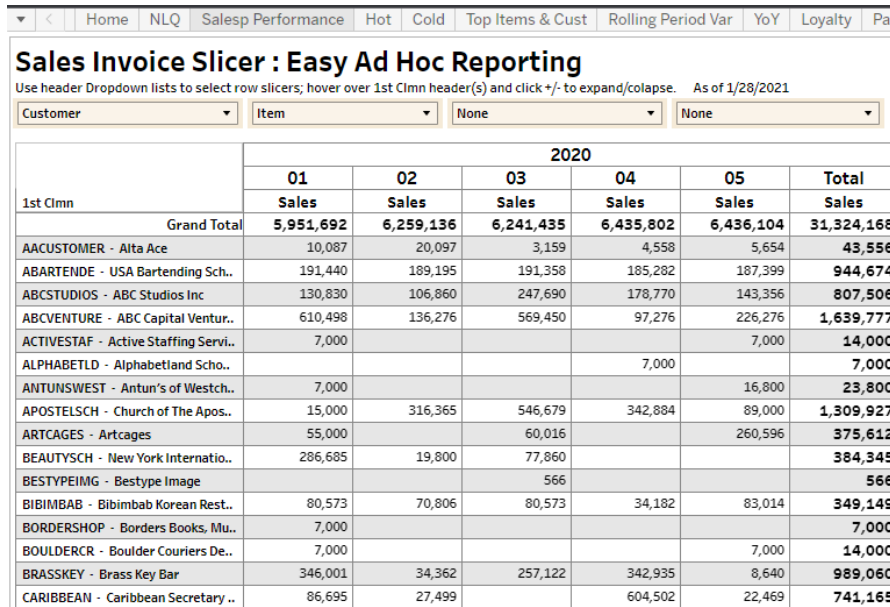 Home NLQ Salesp Performance Hot Cold Top Items & Cust Rolling Period Var YoY Loyalty Pa
Sales Invoice Slicer : Easy Ad Hoc Reporting
Use header Dropdown lists to select row slicers; hover over 1st Clmn header(s) and click +/- to expand/colapse. As of 1/28/2021
Customer Item None None
2020
01 02 03 04 05 Total
1st Clmn Sales Sales Sales Sales Sales Sales
Grand Total 5,951,692 6,259,136 6,241,435 6,435,802 6,436,104 31,324,168
AACUSTOMER - Alta Ace 10,087 20,097 3,159 4,558 5,654 43,556
ABARTENDE - USA Bartending Sch.. 191,440 189,195 191,358 185,282 187,399 944,674
ABCSTUDIOS - ABC Studios Inc 130,830 106,860 247,690 178,770 143,356 807,506
ABCVENTURE - ABC Capital Ventur.. 610,498 136,276 569,450 97,276 226,276 1,639,777
ACTIVESTAF - Active Staffing Servi.. 7,000 7,000 14,000
ALPHABETLD - Alphabetland Scho.. 7,000 7,000
ANTUNSWEST - Antun's of Westch.. 7,000 16,800 23,800
APOSTELSCH - Church of The Apos.. 15,000 316,365 546,679 342,884 89,000 1,309,927
ARTCAGES - Artcages 55,000 60,016 260,596 375,612
BEAUTYSCH - New York Internatio.. 286,685 19,800 77,860 384,345
BESTYPEIMG - Bestype Image 566 566
BIBIMBAB - Bibimbab Korean Rest.. 80,573 70,806 80,573 34,182 83,014 349,149
BORDERSHOP - Borders Books, Mu.. 7,000 7,000
BOULDERCR - Boulder Couriers De.. 7,000 7,000 14,000
BRASSKEY - Brass Key Bar 346,001 34,362 257,122 342,935 8,640 989,060
CARIBBEAN - Caribbean Secretary .. 86,695 27,499 604,502 22,469 741,165